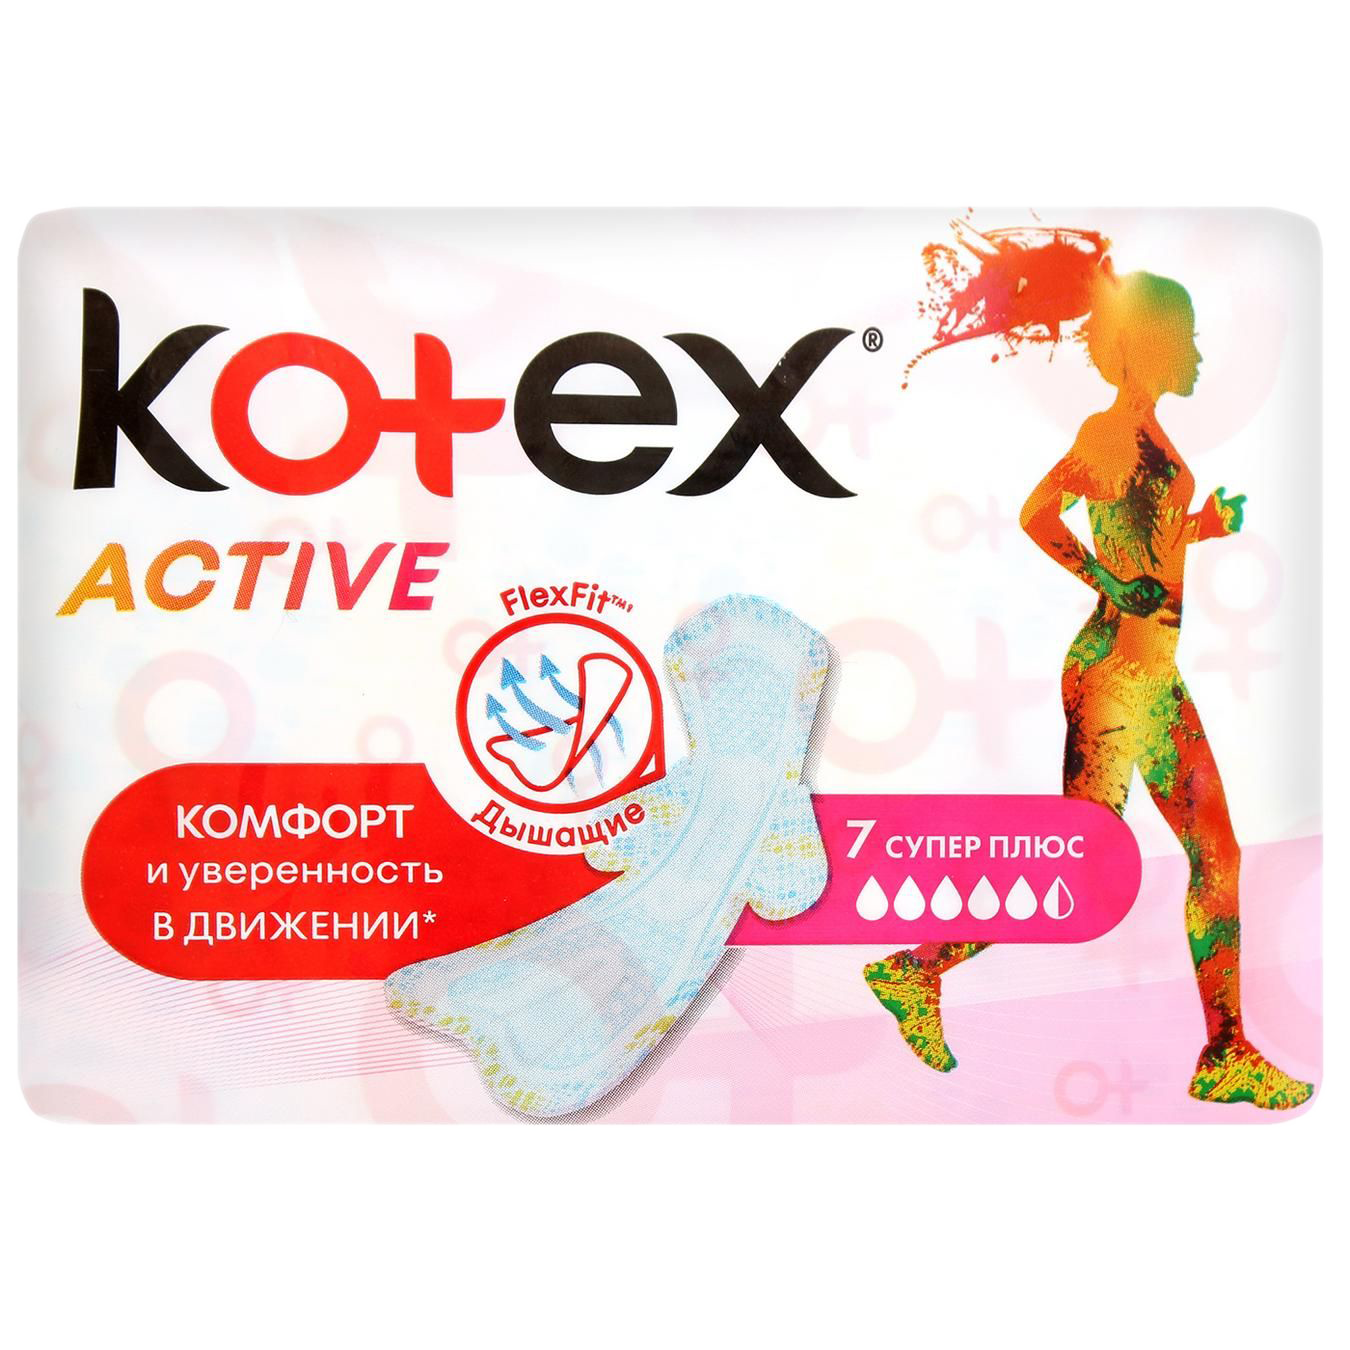 kotex®
ACTIVE
FlexFit™,
Дышащие
КОМФОРТ
и уверенность
В ДВИЖЕНИИ*
7 СУПЕР ПЛЮС